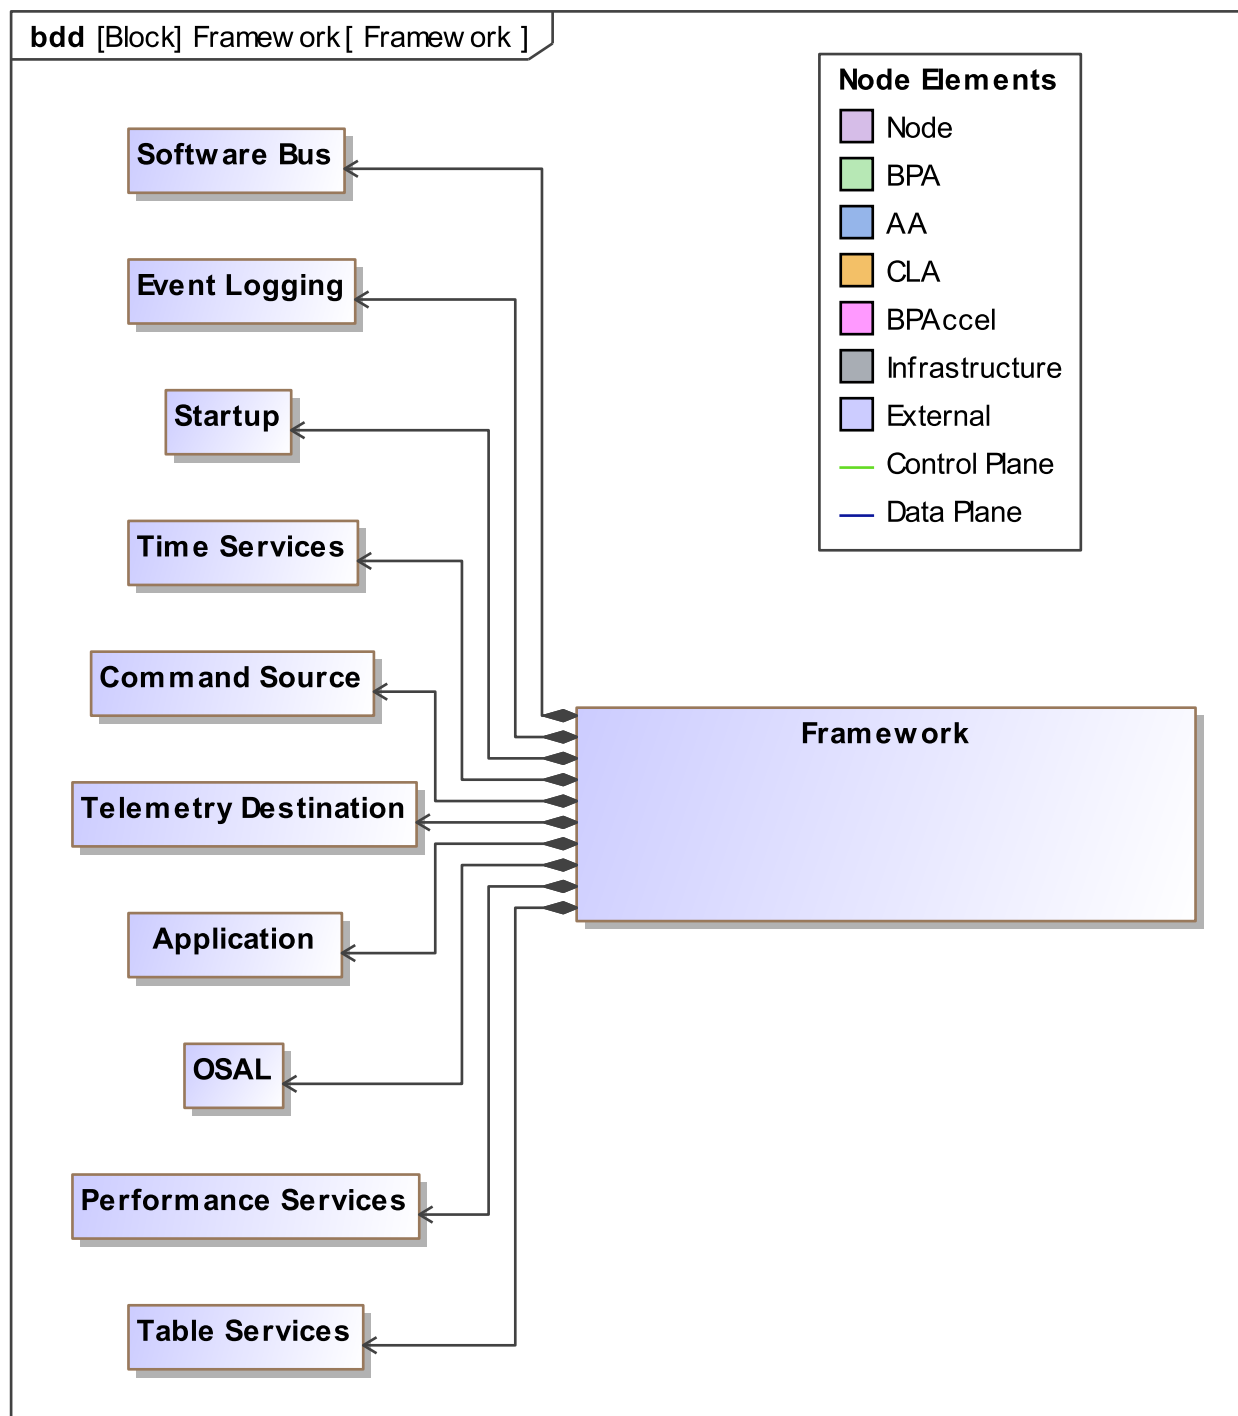 bdd [Block] Framework [ Framework ]
Node Elements
Node
BPA
AA
CLA
BPAccel
Infrastructure
External
Control Plane
Data Plane
Software Bus
Event Logging
Startup
Time Services
Command Source
Framework
Telemetry Destination
Application
OSAL
Performance Services
Table Services